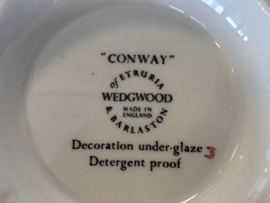 "CONWAY"
of ETRURIA
WEDGWOOD
MADE IN
ENGLAND
& BARLASTON
Decoration under-glaze 3
Detergent proof